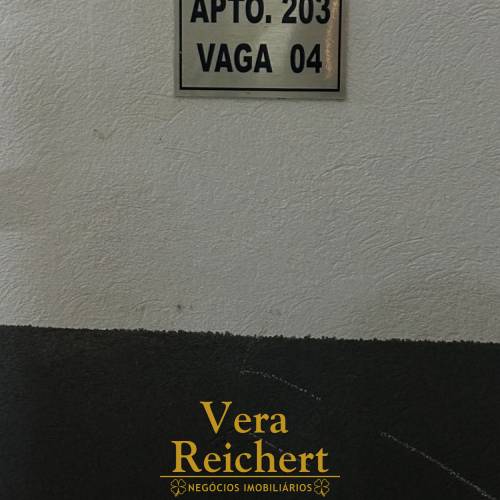 APTO. 203
VAGA 04
Vera
Reichert
NEGÓCIOS IMOBILIÁRIOS